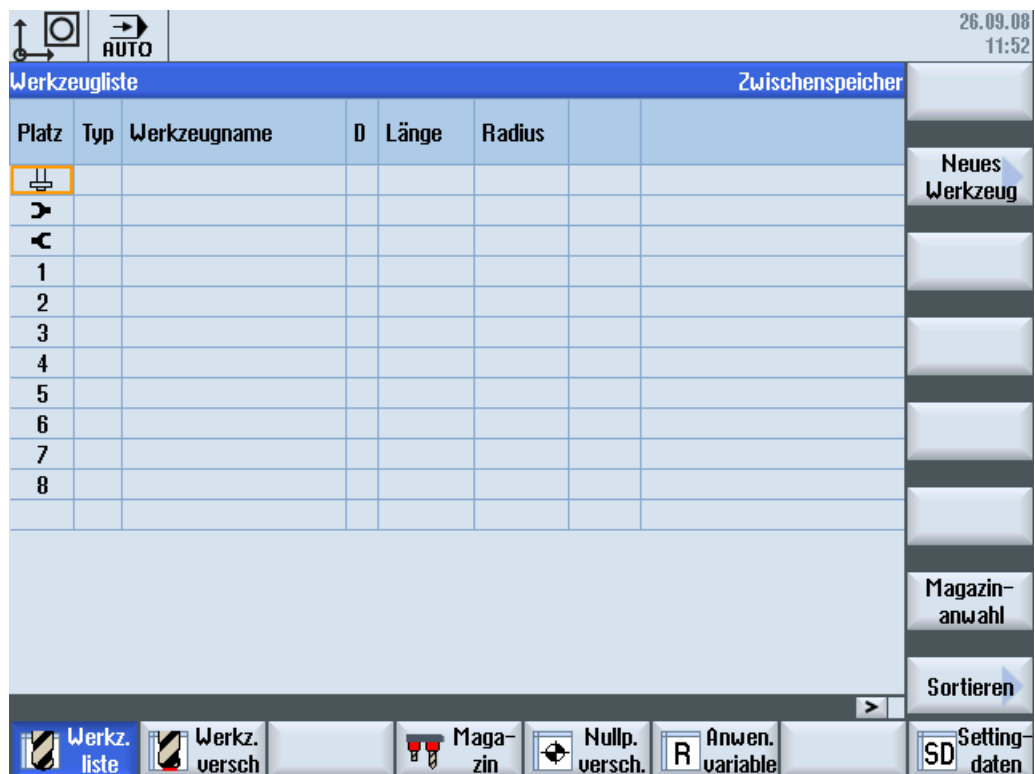 AUTO
26.09.08
11:52
Werkzeugliste Zwischenspeicher
Platz Typ Werkzeugname D Länge Radius
1
2
3
4
5
6
7
8
Neues
Werkzeug
Magazin-
anwahl
Sortieren
>
Werkz.
liste
Werkz.
versch
Maga-
zin
Nullp.
versch.
R Anwen.
variable
SD Setting-
daten